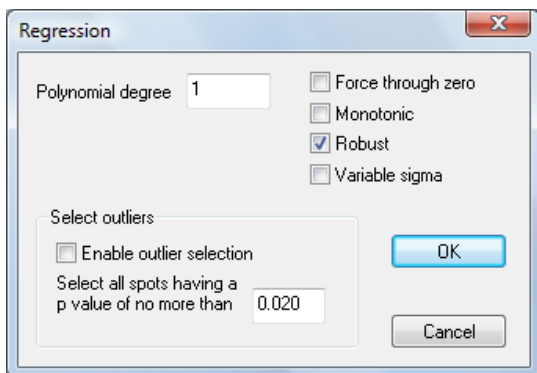 Regression
Polynomial degree 1
Force through zero
Monotonic
Robust
Variable sigma
Select outliers
Enable outlier selection
Select all spots having a
p value of no more than 0.020
OK
Cancel